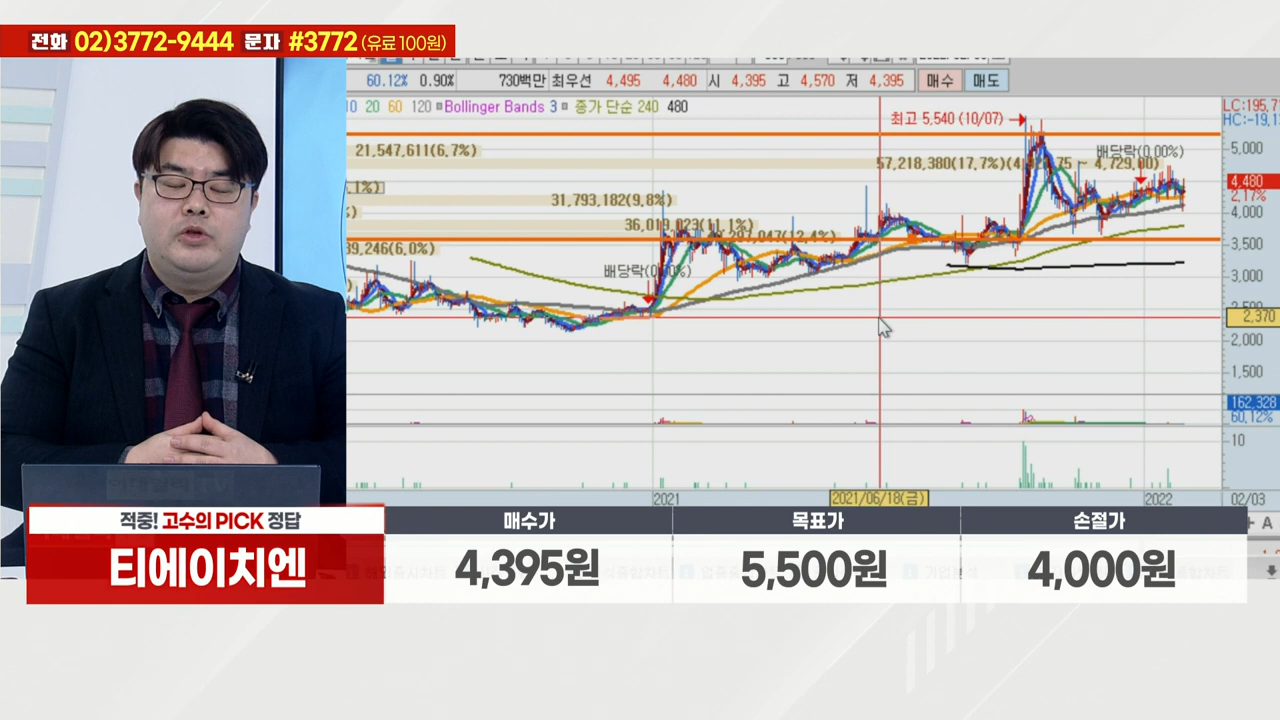 전화 02)3772-9444 문자 #3772 (유료 100원)
60.12% 0.90% 730백만 최우선 4,495 4,480 시 4,395 고 4,570 저 4,395 매수 매도
10 20 60 120 Bollinger Bands 3 종가 단순 240 480
LC:195.7
HC:-19.1
최고 5,540 (10/07)
21,547,611(6.7%)
배당락(0.00%)
5,000
4,480
2.17%
31,793,182(9.8%)
4,000
3,500
배당락(0.00%)
3,000
2,370
2,000
1,500
162,328
60.12%
10
2021 2021/06/18(금) 2022 02/03
적중! 고수의 PICK 정답
티에이치엔
매수가 목표가 손절가
4,395원 5,500원 4,000원